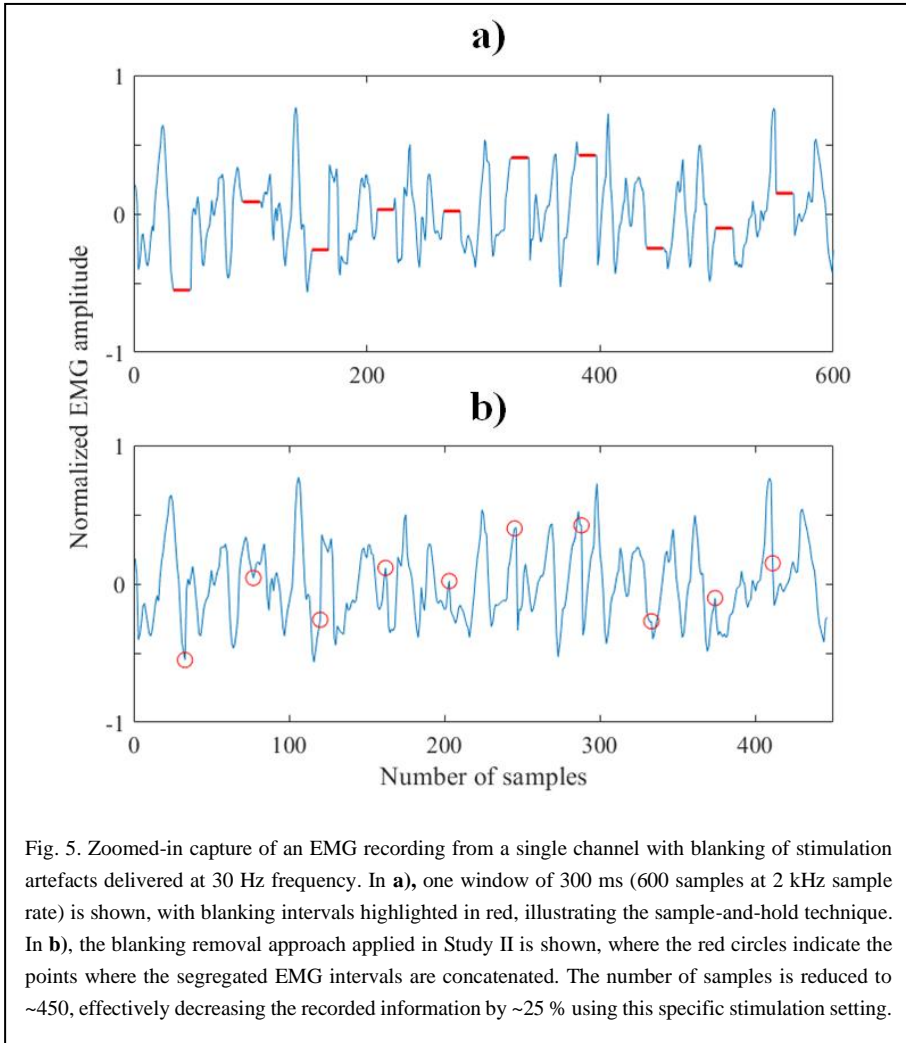 a)
1
0
-1
0
200
400
600
Normalized EMG amplitude
b)
1
0
-1
0
100
200
300
400
Number of samples
Fig. 5. Zoomed-in capture of an EMG recording from a single channel with blanking of stimulation
artefacts delivered at 30 Hz frequency. In a), one window of 300 ms (600 samples at 2 kHz sample
rate) is shown, with blanking intervals highlighted in red, illustrating the sample-and-hold technique.
In b), the blanking removal approach applied in Study II is shown, where the red circles indicate the
points where the segregated EMG intervals are concatenated. The number of samples is reduced to
~450, effectively decreasing the recorded information by ~25 % using this specific stimulation setting.